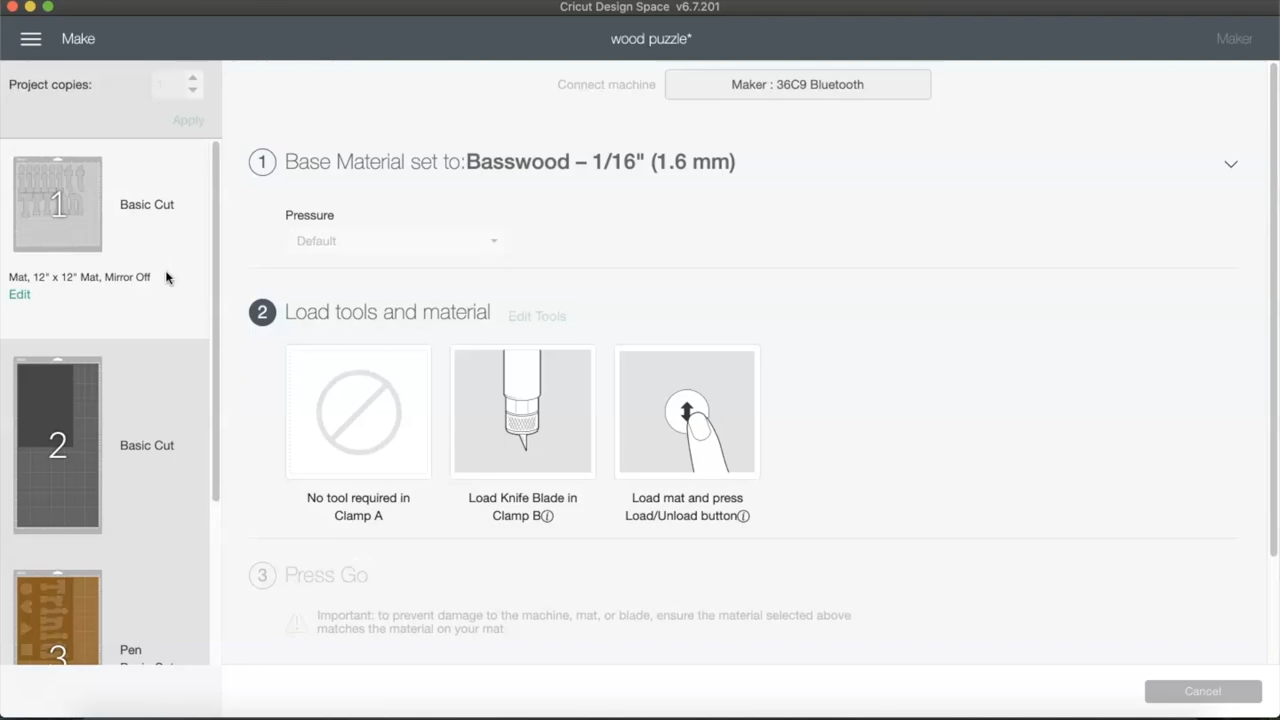 Cricut Design Space v6.7.201
Make
wood puzzle*
Maker
Project copies:
1
Apply
Connect machine
Maker : 36C9 Bluetooth
1
Basic Cut
Mat, 12" x 12" Mat, Mirror Off
Edit
2
Basic Cut
3
Pen
1 Base Material set to:Basswood – 1/16" (1.6 mm)
Pressure
Default
2 Load tools and material Edit Tools
No tool required in
Clamp A
Load Knife Blade in
Clamp B
Load mat and press
Load/Unload button
3 Press Go
Important: to prevent damage to the machine, mat, or blade, ensure the material selected above
matches the material on your mat
Cancel